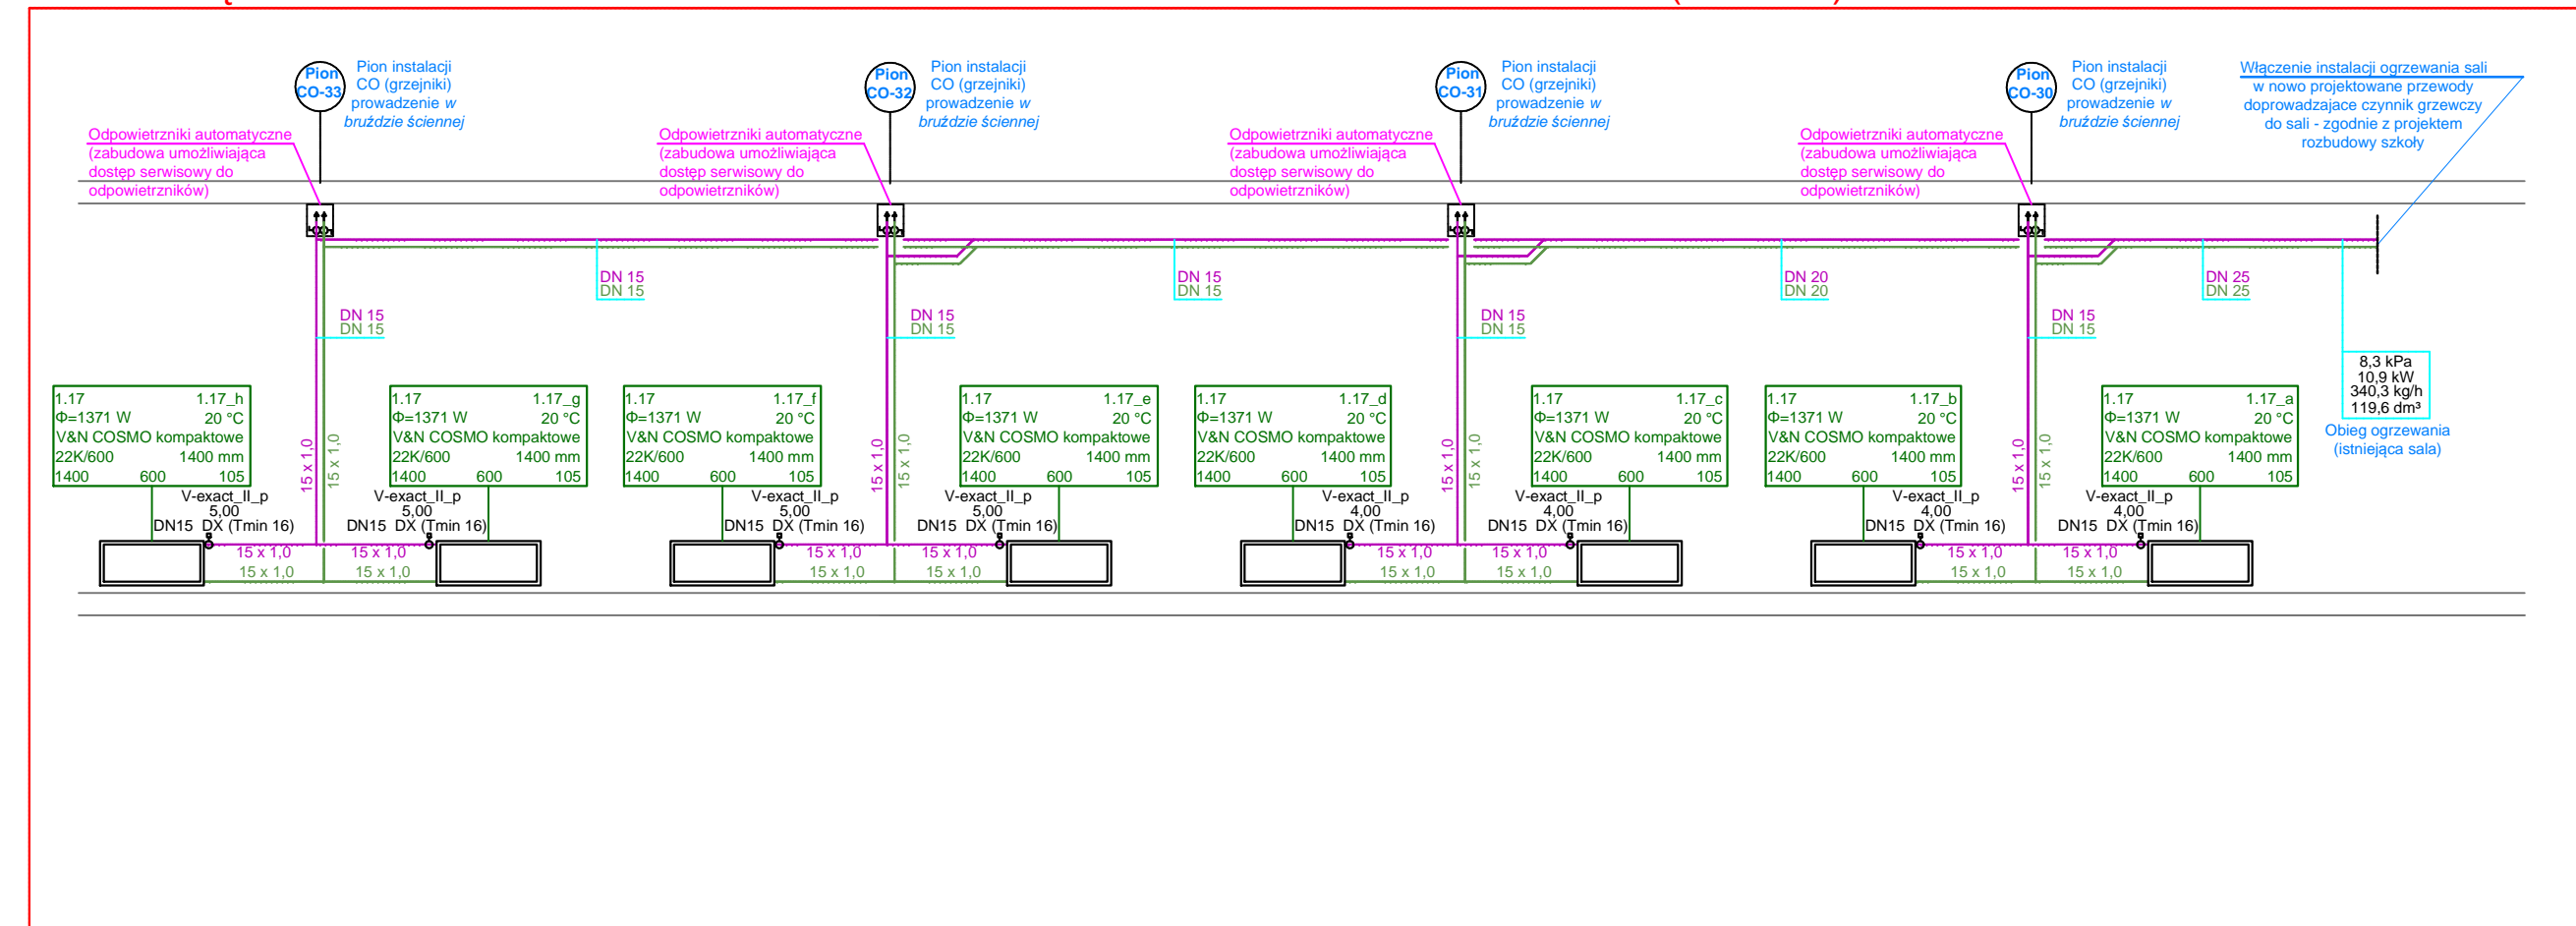 Pion
CO-33
Pion instalacji
CO (grzejniki)
prowadzenie w
bruździe ściennej
Odpowietrzniki automatyczne
(zabudowa umożliwiająca
dostęp serwisowy do
odpowietrzników)
Pion
CO-32
Pion instalacji
CO (grzejniki)
prowadzenie w
bruździe ściennej
Odpowietrzniki automatyczne
(zabudowa umożliwiająca
dostęp serwisowy do
odpowietrzników)
Pion
CO-31
Pion instalacji
CO (grzejniki)
prowadzenie w
bruździe ściennej
Odpowietrzniki automatyczne
(zabudowa umożliwiająca
dostęp serwisowy do
odpowietrzników)
Pion
CO-30
Pion instalacji
CO (grzejniki)
prowadzenie w
bruździe ściennej
Odpowietrzniki automatyczne
(zabudowa umożliwiająca
dostęp serwisowy do
odpowietrzników)
Włączenie instalacji ogrzewania sali
w nowo projektowane przewody
doprowadzajace czynnik grzewczy
do sali - zgodnie z projektem
rozbudowy szkoły
DN 15
DN 15
DN 15
DN 15
DN 20
DN 20
DN 25
DN 25
DN 15
DN 15
DN 15
DN 15
DN 15
DN 15
DN 15
DN 15
8,3 kPa
10,9 kW
340,3 kg/h
119,6 dm³
Obieg ogrzewania
(istniejąca sala)
1.17 1.17_h
Φ=1371 W 20 °C
V&N COSMO kompaktowe
22K/600 1400 mm
1400 600 105
15 x 1,0
15 x 1,0
1.17 1.17_g
Φ=1371 W 20 °C
V&N COSMO kompaktowe
22K/600 1400 mm
1400 600 105
1.17 1.17_f
Φ=1371 W 20 °C
V&N COSMO kompaktowe
22K/600 1400 mm
1400 600 105
15 x 1,0
15 x 1,0
1.17 1.17_e
Φ=1371 W 20 °C
V&N COSMO kompaktowe
22K/600 1400 mm
1400 600 105
1.17 1.17_d
Φ=1371 W 20 °C
V&N COSMO kompaktowe
22K/600 1400 mm
1400 600 105
15 x 1,0
15 x 1,0
1.17 1.17_c
Φ=1371 W 20 °C
V&N COSMO kompaktowe
22K/600 1400 mm
1400 600 105
1.17 1.17_b
Φ=1371 W 20 °C
V&N COSMO kompaktowe
22K/600 1400 mm
1400 600 105
15 x 1,0
15 x 1,0
1.17 1.17_a
Φ=1371 W 20 °C
V&N COSMO kompaktowe
22K/600 1400 mm
1400 600 105
V-exact_II_p
5,00
DN15 DX (Tmin 16)
V-exact_II_p
5,00
DN15 DX (Tmin 16)
V-exact_II_p
5,00
DN15 DX (Tmin 16)
V-exact_II_p
5,00
DN15 DX (Tmin 16)
V-exact_II_p
4,00
DN15 DX (Tmin 16)
V-exact_II_p
4,00
DN15 DX (Tmin 16)
V-exact_II_p
4,00
DN15 DX (Tmin 16)
V-exact_II_p
4,00
DN15 DX (Tmin 16)
15 x 1,0 15 x 1,0
15 x 1,0 15 x 1,0
15 x 1,0 15 x 1,0
15 x 1,0 15 x 1,0
15 x 1,0 15 x 1,0
15 x 1,0 15 x 1,0
15 x 1,0 15 x 1,0
15 x 1,0 15 x 1,0